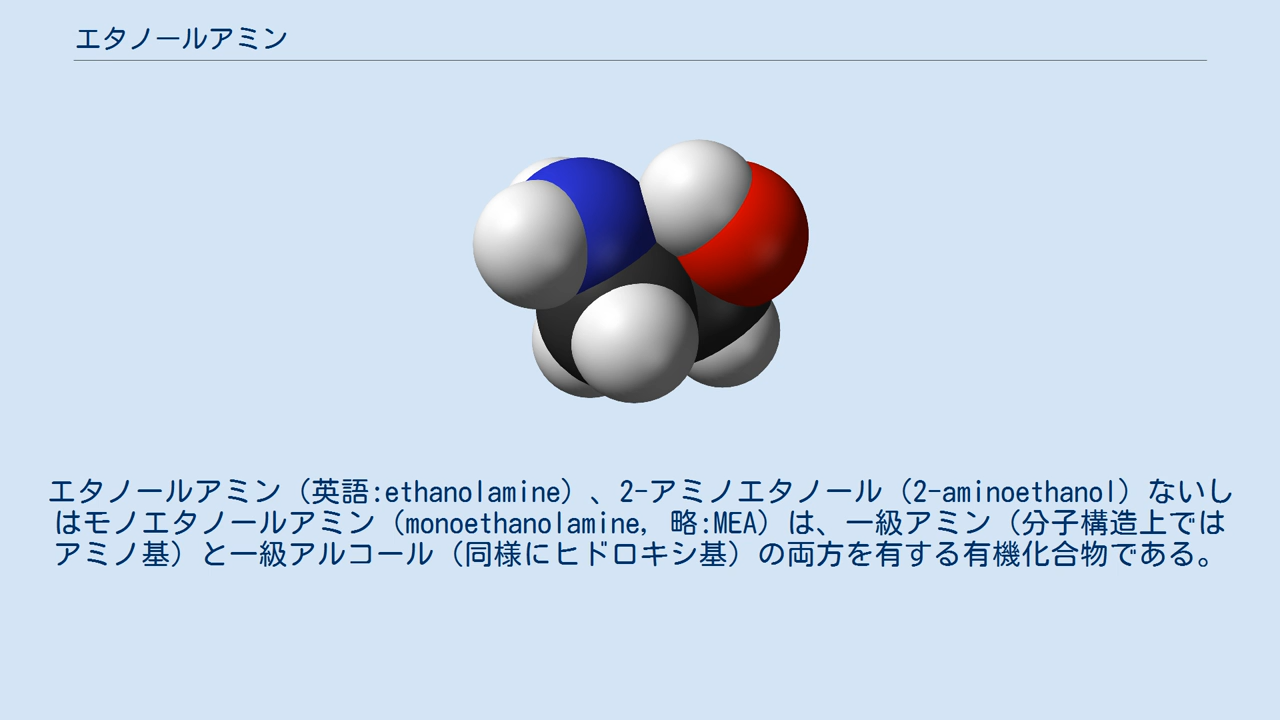 エタノールアミン
エタノールアミン（英語:ethanolamine）、2-アミノエタノール（2-aminoethanol）ないし
はモノエタノールアミン（monoethanolamine, 略:MEA）は、一級アミン（分子構造上では
アミノ基）と一級アルコール（同様にヒドロキシ基）の両方を有する有機化合物である。